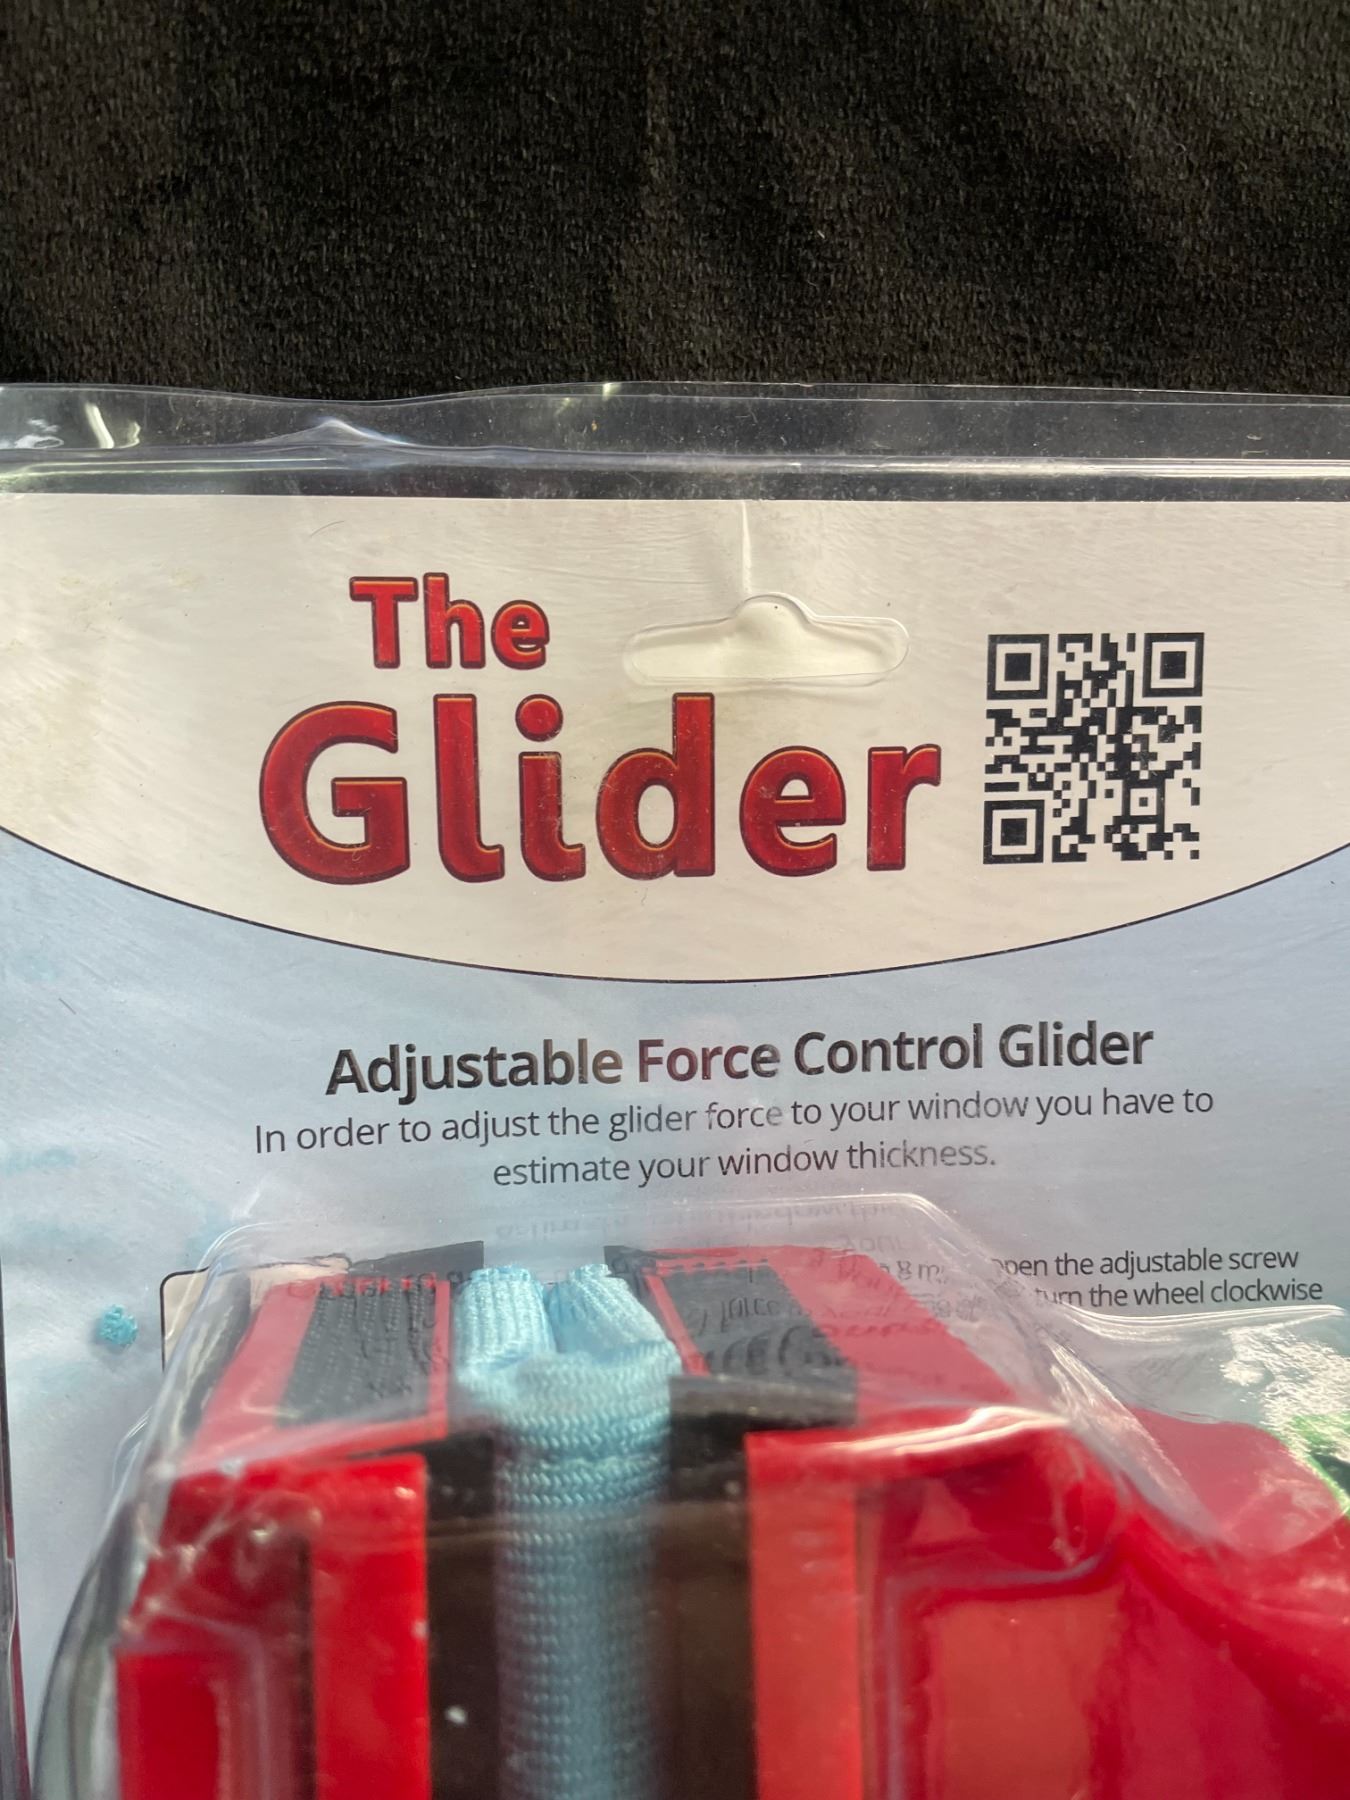 The
Glider
Adjustable Force Control Glider
In order to adjust the glider force to your window you have to
estimate your window thickness.
the adjustable screw
turn the wheel clockwise